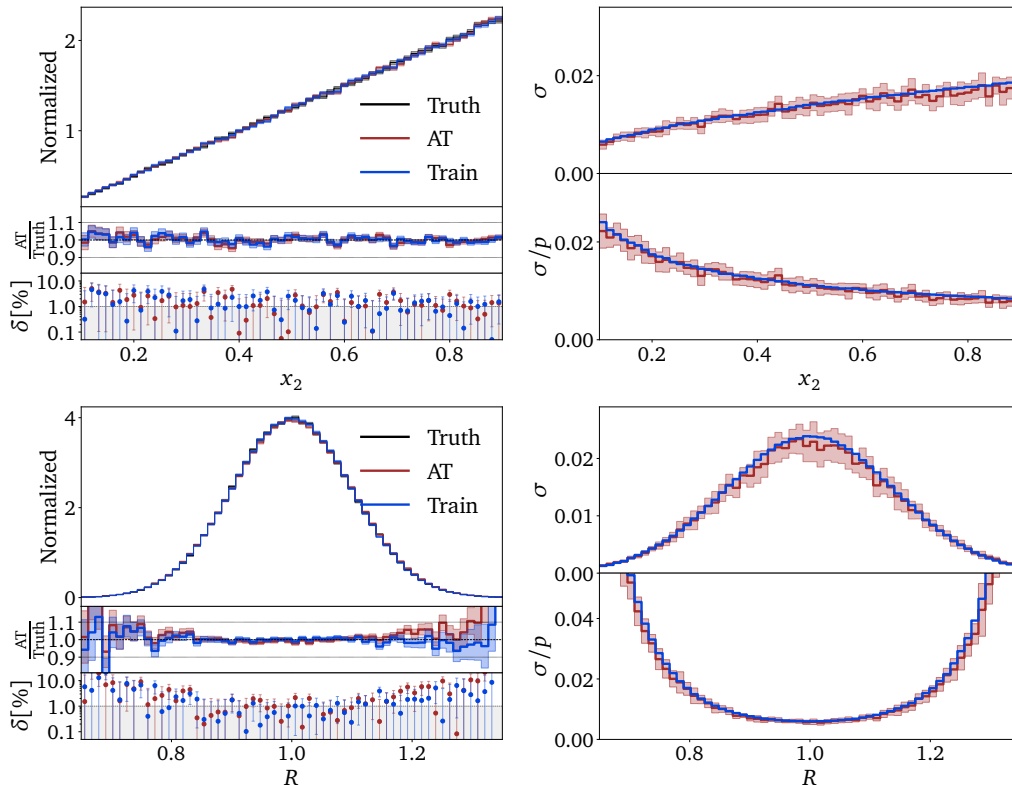 Normalized
2
1
Truth
AT
Train
AT
Truth
1.1
1.0
0.9
δ[%]
10.0
1.0
0.1
0.2 0.4 0.6 0.8
x₂
σ
0.02
0.00
σ/p
0.02
0.00
0.2 0.4 0.6 0.8
x₂
Normalized
4
2
0
Truth
AT
Train
AT
Truth
1.1
1.0
0.9
δ[%]
10.0
1.0
0.1
0.8 1.0 1.2
R
σ
0.02
0.01
0.00
σ/p
0.04
0.02
0.00
0.8 1.0 1.2
R